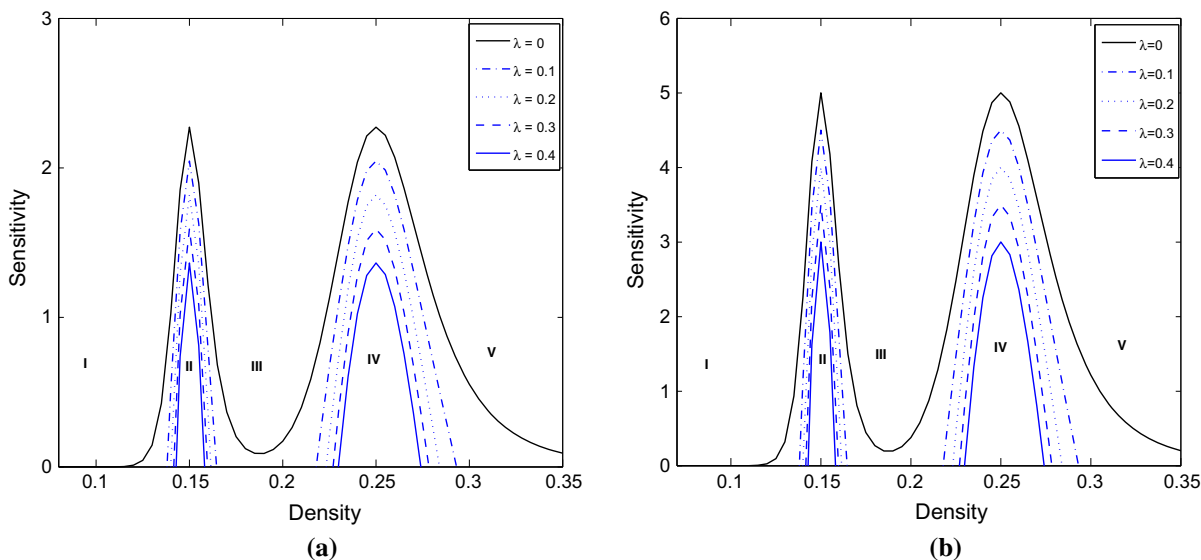 3
2
1
0
0.1
0.15
0.2
0.25
0.3
0.35
Sensitivity
Density
λ = 0
λ = 0.1
λ = 0.2
λ = 0.3
λ = 0.4
I
II
III
IV
V
(a)
6
5
4
3
2
1
0
0.1
0.15
0.2
0.25
0.3
0.35
Sensitivity
Density
λ=0
λ=0.1
λ=0.2
λ=0.3
λ=0.4
I
II
III
IV
V
(b)